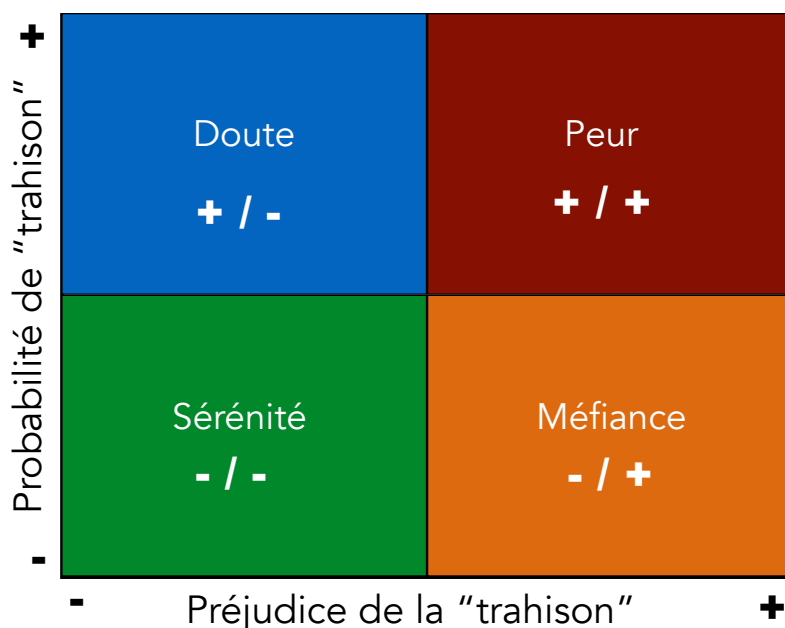 +
Probabilité de “trahison”
-
Doute
+ / -
Peur
+ / +
Sérénité
- / -
Méfiance
- / +
-
Préjudice de la “trahison”
+